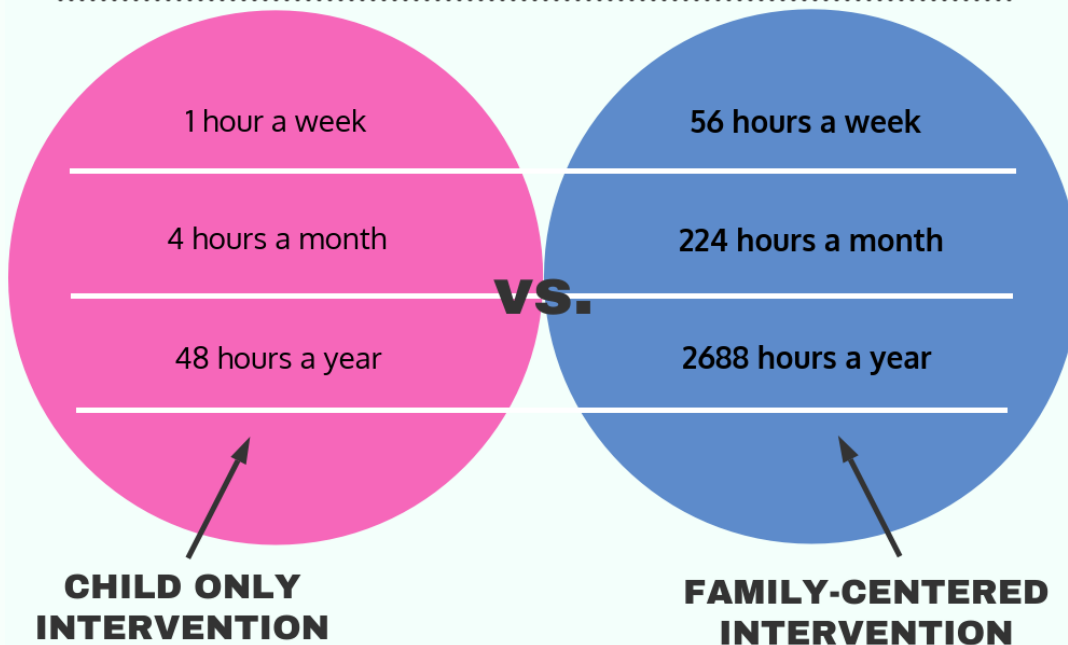 1 hour a week
56 hours a week
4 hours a month
224 hours a month
vs.
48 hours a year
2688 hours a year
CHILD ONLY
INTERVENTION
FAMILY-CENTERED
INTERVENTION